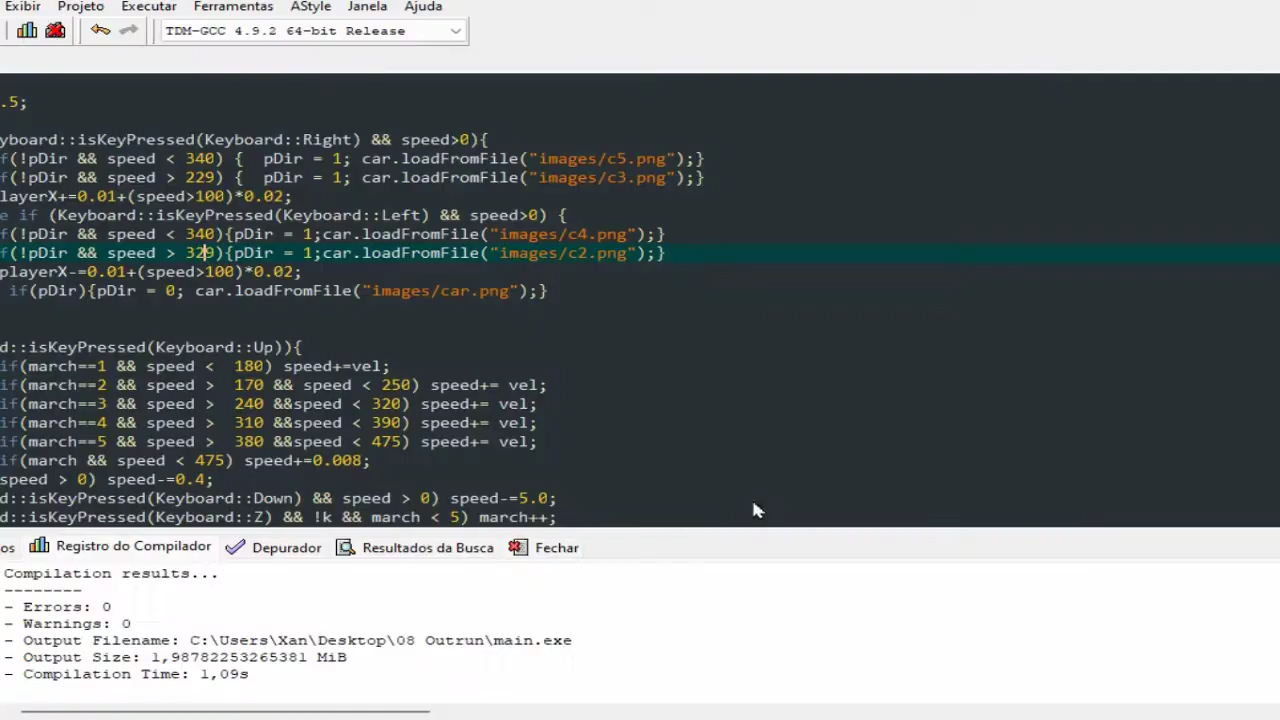 Exibir Projeto Executar Ferramentas AStyle Janela Ajuda
TDM-GCC 4.9.2 64-bit Release
.5;
yboard::isKeyPressed(Keyboard::Right) && speed>0){
f(!pDir && speed < 340) {  pDir = 1; car.loadFromFile("images/c5.png");}
f(!pDir && speed > 229) {  pDir = 1; car.loadFromFile("images/c3.png");}
layerX+=0.01+(speed>100)*0.02;
e if (Keyboard::isKeyPressed(Keyboard::Left) && speed>0) {
f(!pDir && speed < 340){pDir = 1;car.loadFromFile("images/c4.png");}
f(!pDir && speed > 329){pDir = 1;car.loadFromFile("images/c2.png");}
playerX-=0.01+(speed>100)*0.02;
if(pDir){pDir = 0; car.loadFromFile("images/car.png");}
d::isKeyPressed(Keyboard::Up)){
if(march==1 && speed <  180) speed+=vel;
if(march==2 && speed >  170 && speed < 250) speed+= vel;
if(march==3 && speed >  240 &&speed < 320) speed+= vel;
if(march==4 && speed >  310 &&speed < 390) speed+= vel;
if(march==5 && speed >  380 &&speed < 475) speed+= vel;
if(march && speed < 475) speed+=0.008;
speed > 0) speed-=0.4;
d::isKeyPressed(Keyboard::Down) && speed > 0) speed-=5.0;
d::isKeyPressed(Keyboard::Z) && !k && march < 5) march++;
os Registro do Compilador Depurador Resultados da Busca Fechar
Compilation results...
--------
- Errors: 0
- Warnings: 0
- Output Filename: C:\Users\Xan\Desktop\08 Outrun\main.exe
- Output Size: 1,98782253265381 MiB
- Compilation Time: 1,09s